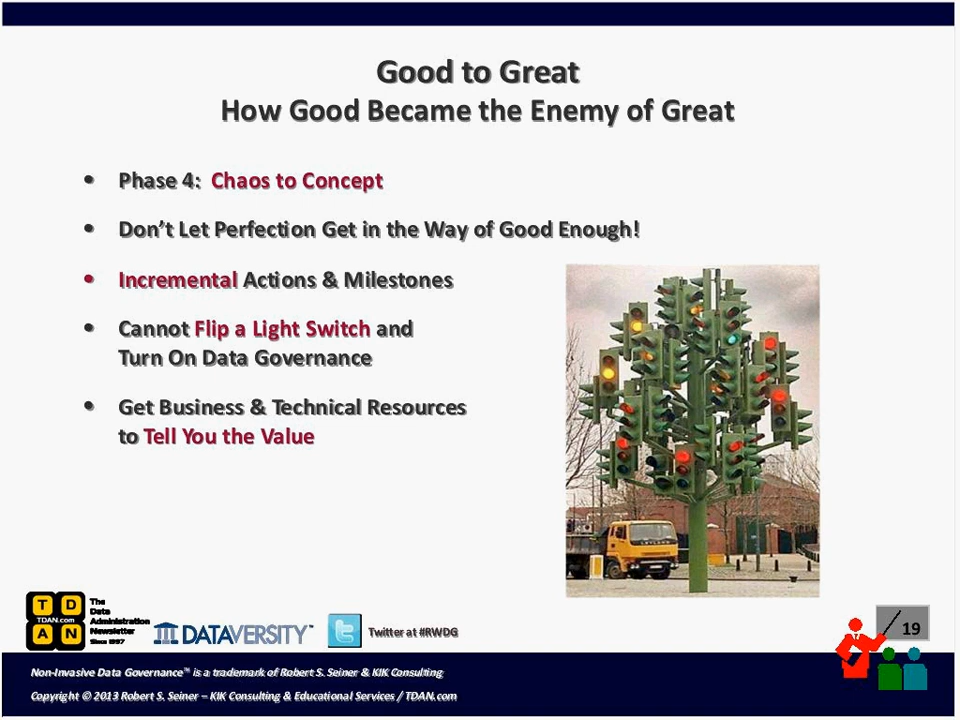 Good to Great
How Good Became the Enemy of Great
• Phase 4: Chaos to Concept
• Don't Let Perfection Get in the Way of Good Enough!
• Incremental Actions & Milestones
• Cannot Flip a Light Switch and
Turn On Data Governance
• Get Business & Technical Resources
to Tell You the Value
LEYLAND
T D
TDAN.com
A N
The
Data
Administration
Newsletter
Since 1997
DATAVERSITY™
Twitter at #RWDG
19
Non-Invasive Data Governance™ is a trademark of Robert S. Seiner & KIK Consulting
Copyright © 2013 Robert S. Seiner – KIK Consulting & Educational Services / TDAN.com